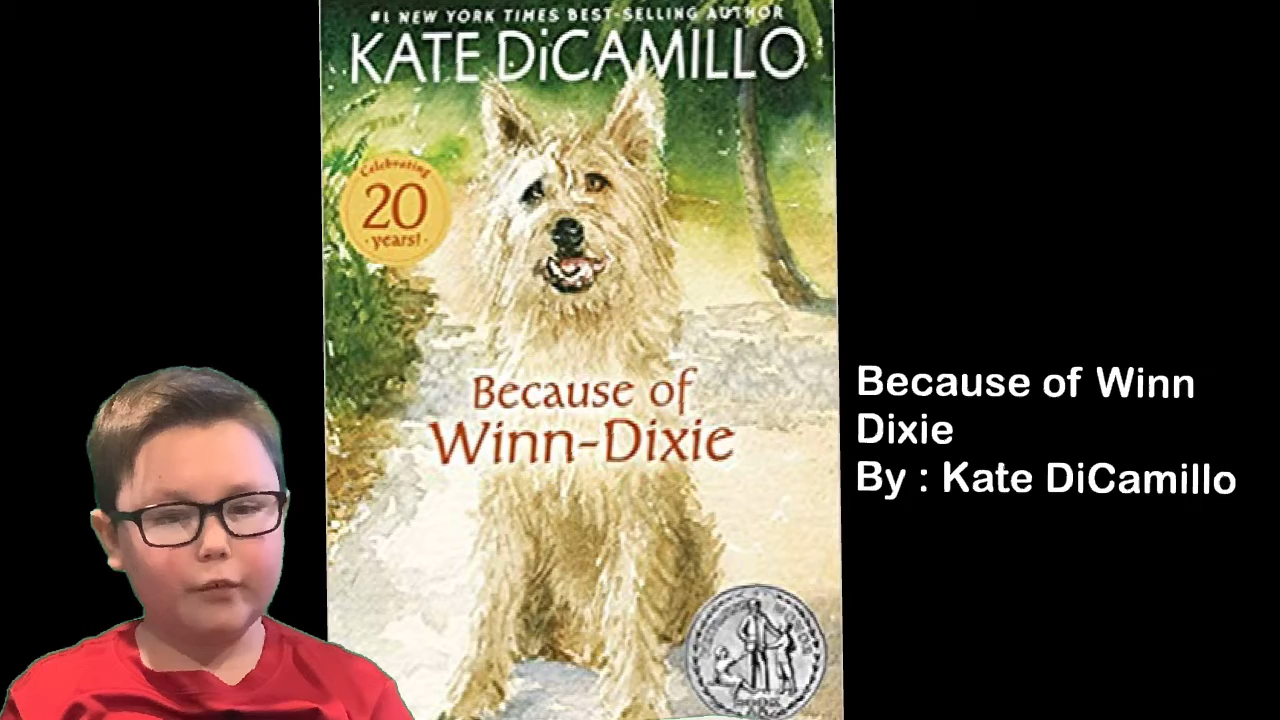 #1 NEW YORK TIMES BEST-SELLING AUTHOR
KATE DiCAMILLO
Celebrating
20
years!
Because of
Winn-Dixie
Because of Winn
Dixie
By : Kate DiCamillo